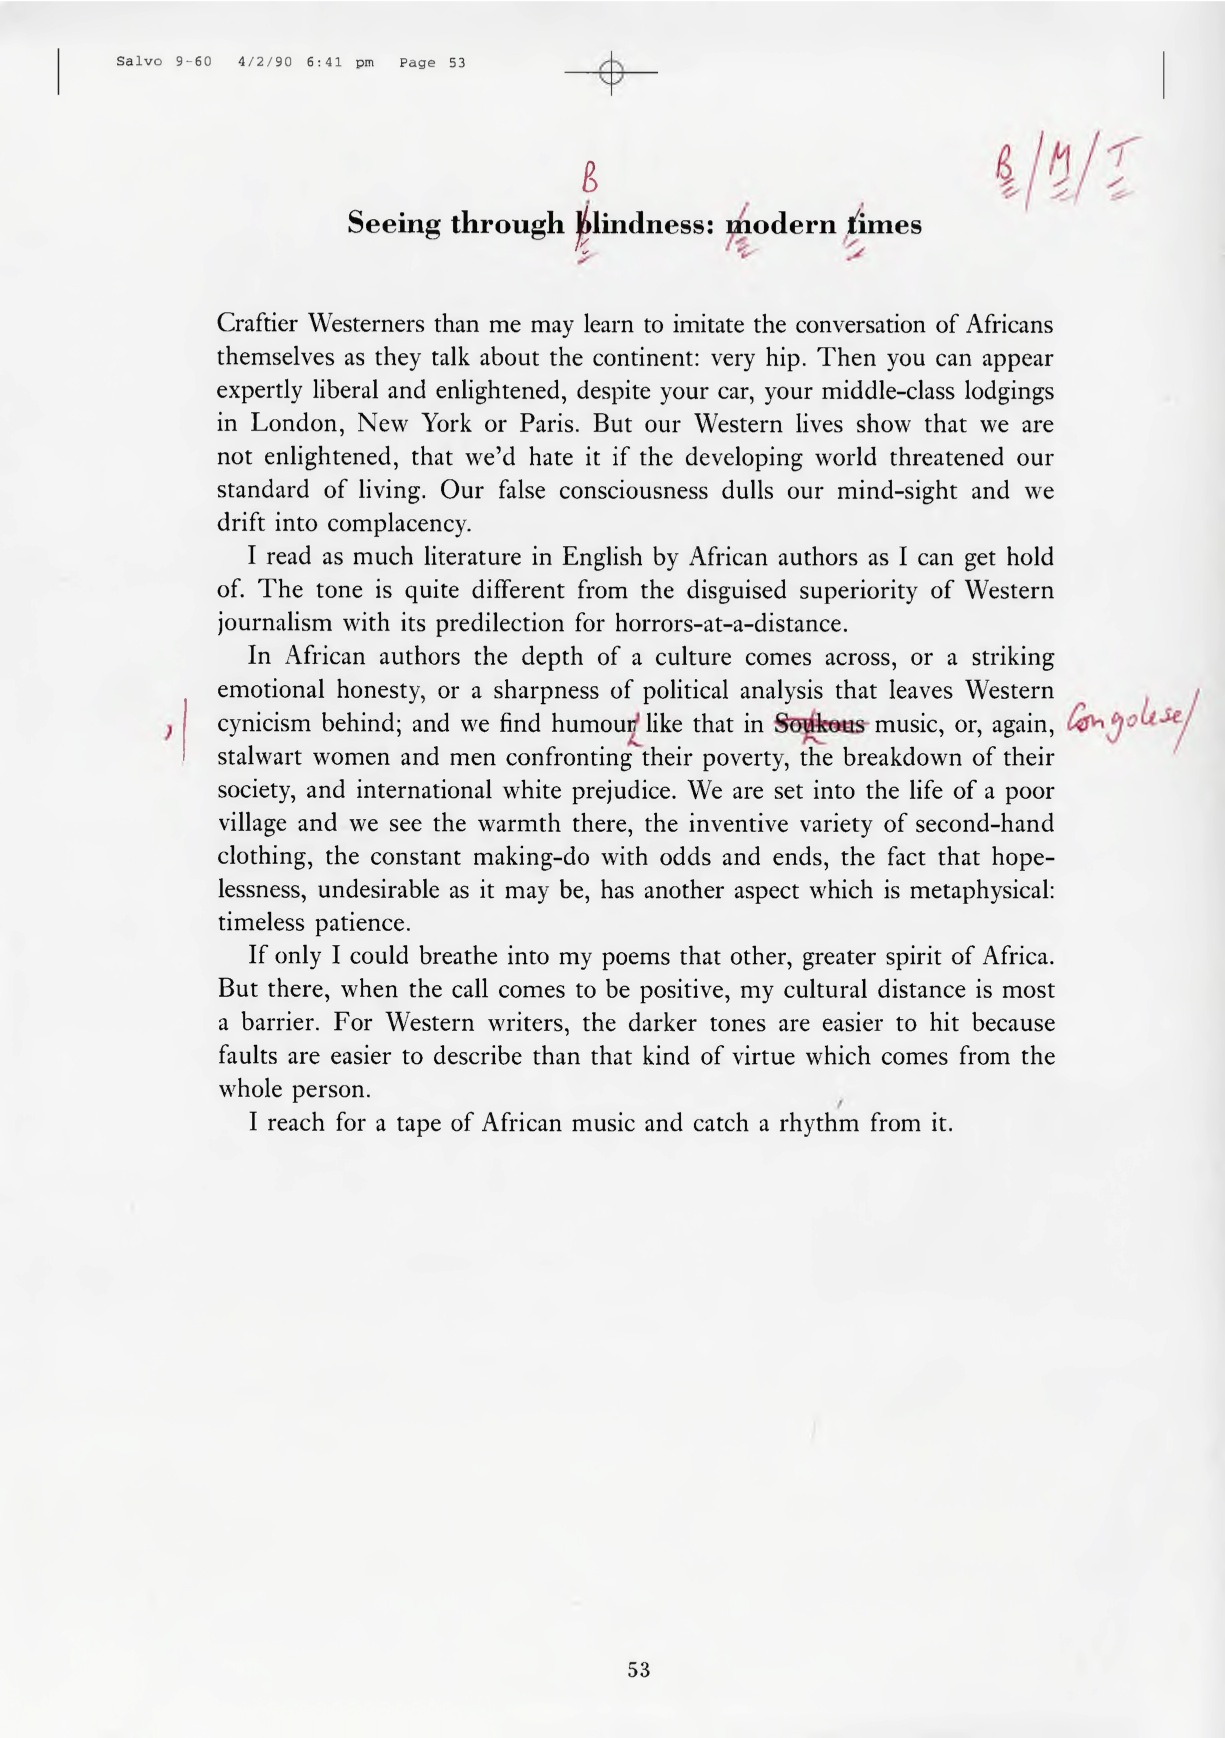 Salvo 9-60 4/2/90 6:41 pm Page 53
B/M/T
B
Seeing through blindness: modern times
Craftier Westerners than me may learn to imitate the conversation of Africans
themselves as they talk about the continent: very hip. Then you can appear
expertly liberal and enlightened, despite your car, your middle-class lodgings
in London, New York or Paris. But our Western lives show that we are
not enlightened, that we'd hate it if the developing world threatened our
standard of living. Our false consciousness dulls our mind-sight and we
drift into complacency.
I read as much literature in English by African authors as I can get hold
of. The tone is quite different from the disguised superiority of Western
journalism with its predilection for horrors-at-a-distance.
In African authors the depth of a culture comes across, or a striking
emotional honesty, or a sharpness of political analysis that leaves Western
, cynicism behind; and we find humour, like that in Soukous music, or, again, Congolese/
stalwart women and men confronting their poverty, the breakdown of their
society, and international white prejudice. We are set into the life of a poor
village and we see the warmth there, the inventive variety of second-hand
clothing, the constant making-do with odds and ends, the fact that hope-
lessness, undesirable as it may be, has another aspect which is metaphysical:
timeless patience.
If only I could breathe into my poems that other, greater spirit of Africa.
But there, when the call comes to be positive, my cultural distance is most
a barrier. For Western writers, the darker tones are easier to hit because
faults are easier to describe than that kind of virtue which comes from the
whole person.
I reach for a tape of African music and catch a rhythm from it.
53